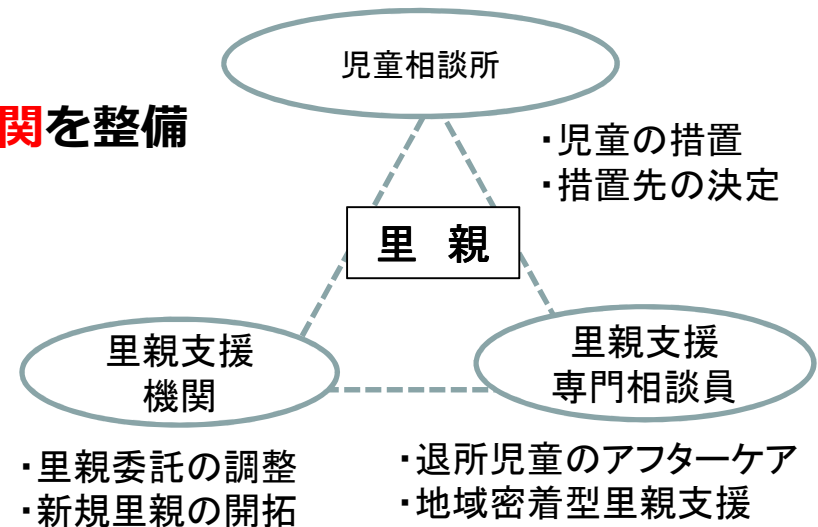 児童相談所
関を整備
・児童の措置
・措置先の決定
里 親
里親支援
機関
里親支援
専門相談員
・里親委託の調整
・新規里親の開拓
・退所児童のアフターケア
・地域密着型里親支援